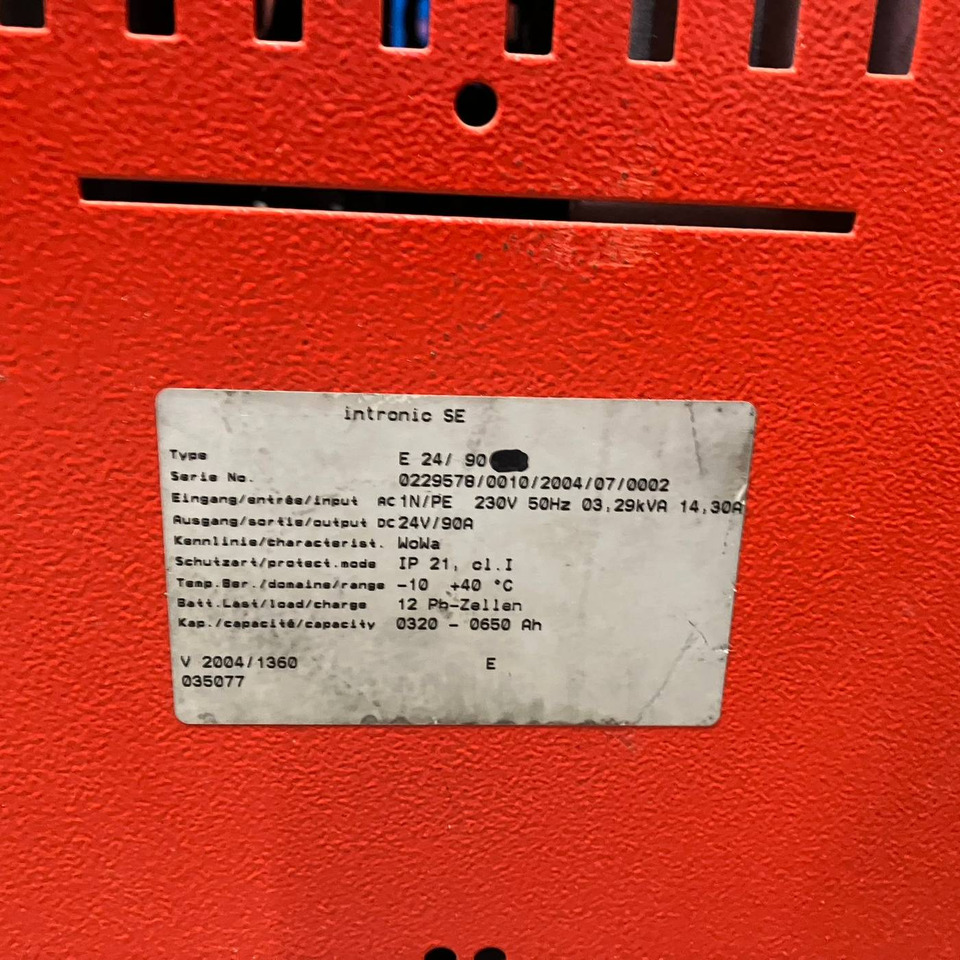 intronic SE
Type E 24/ 90
Serie No. 0229578/0010/2004/07/0002
Eingang/entrée/input AC 1N/PE 230V 50Hz 03,29kVA 14,30A
Ausgang/sortie/output DC 24V/90A
Kennlinie/characterist. WoWa
Schutzart/protect.mode IP 21, cl.I
Temp.Ber./domaine/range -10 +40 °C
Batt.Last/load/charge 12 Pb-Zellen
Kap./capacité/capacity 0320 - 0650 Ah
V 2004/1360 E
035077